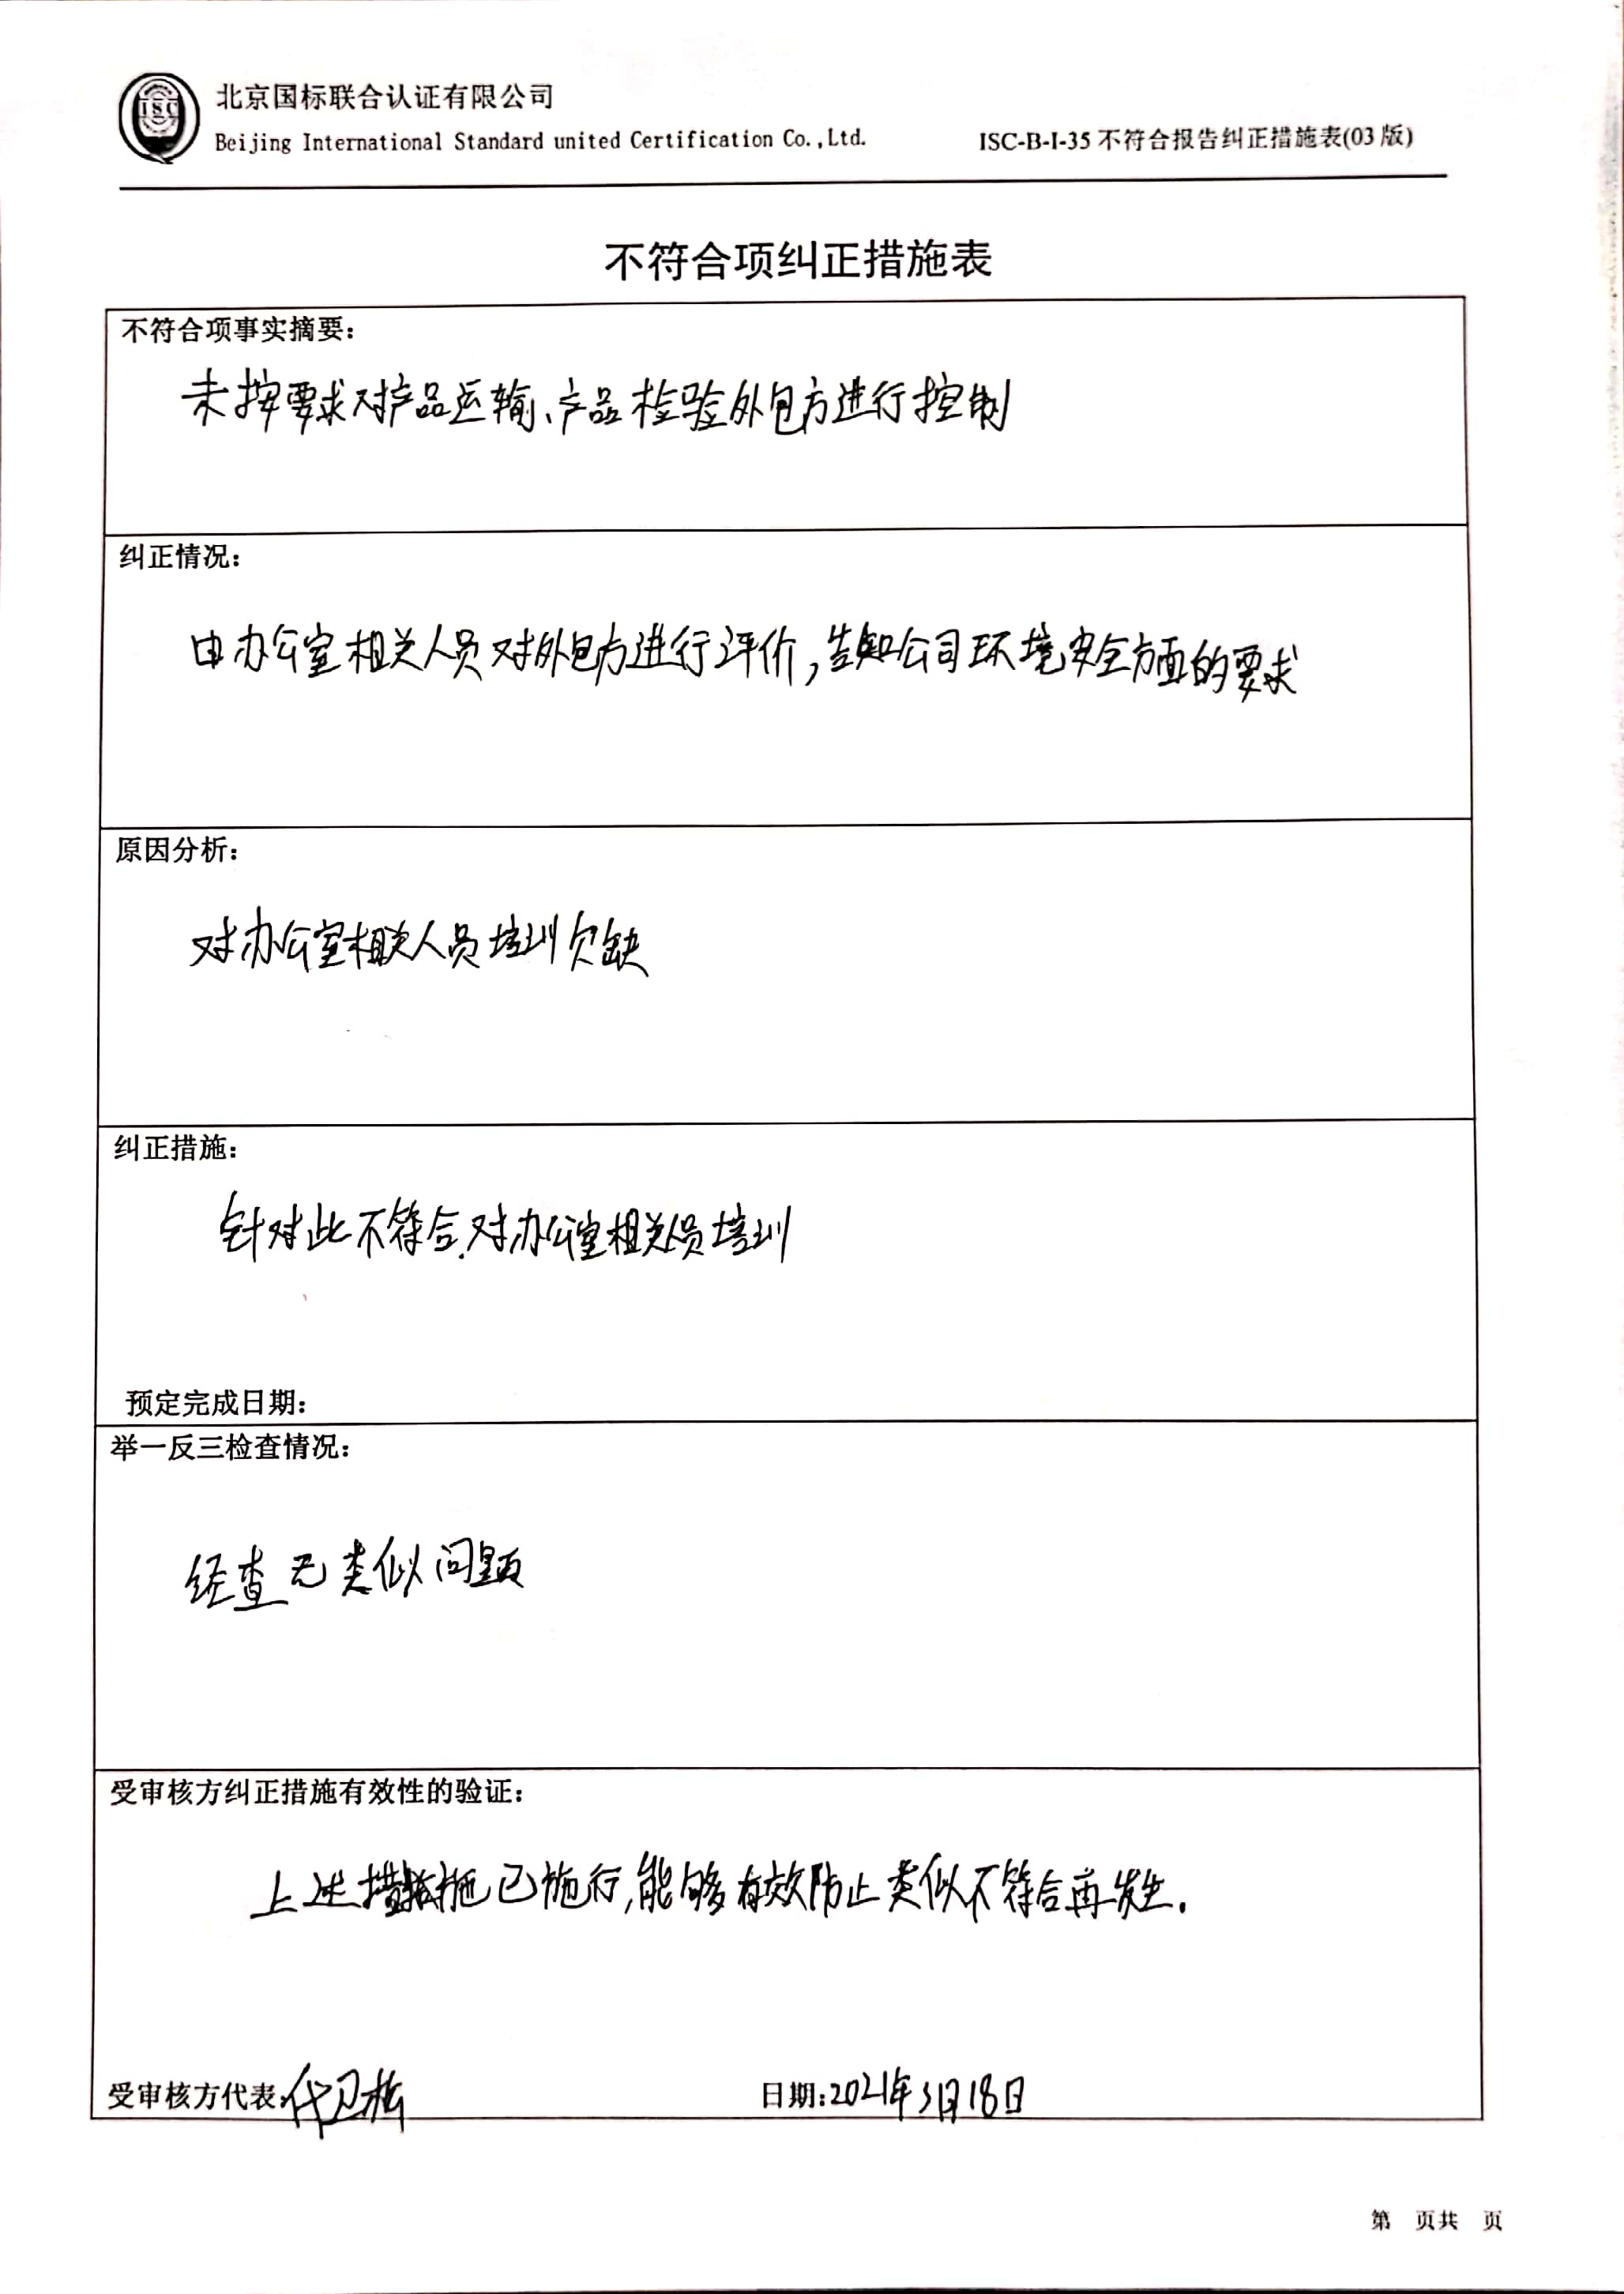 北京国标联合认证有限公司
Beijing International Standard united Certification Co.,Ltd.
ISC-B-I-35 不符合报告纠正措施表(03 版)
不符合项纠正措施表
不符合项事实摘要：
未按要求对产品运输、产品检验外包方进行控制
纠正情况：
由办公室相关人员对外包方进行评价，告知公司环境安全方面的要求
原因分析：
对办公室相关人员培训欠缺
纠正措施：
针对此不符合，对办公室相关人员培训
预定完成日期：
举一反三检查情况：
经查无类似问题
受审核方纠正措施有效性的验证：
上述措施已施行，能够有效防止类似不符合再发生.
受审核方代表：代卫
日期：2021年3月18日
第 页共 页
ISC